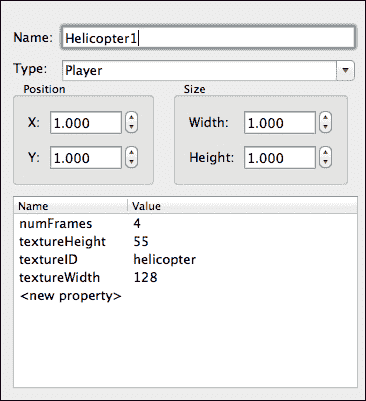 Name: Helicopter1
Type: Player
Position Size
X: 1.000 Width: 1.000
Y: 1.000 Height: 1.000
Name Value
numFrames 4
textureHeight 55
textureID helicopter
textureWidth 128
<new property>